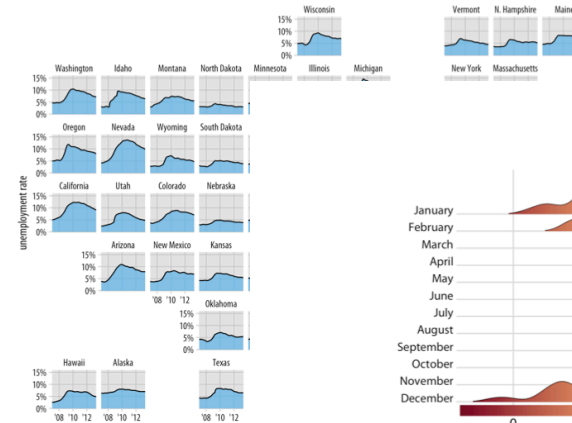 Wisconsin Vermont N. Hampshire Maine
15%
10%
5%
0%
Washington Idaho Montana North Dakota Minnesota Illinois Michigan New York Massachusetts
15%
10%
5%
0%
Oregon Nevada Wyoming South Dakota
15%
10%
5%
0%
California Utah Colorado Nebraska
15%
10%
5%
0%
unemployment rate
Arizona New Mexico Kansas
15%
10%
5%
0%
'08 '10 '12
Oklahoma
15%
10%
5%
0%
Hawaii Alaska Texas
15%
10%
5%
0%
'08 '10 '12 '08 '10 '12 '08 '10 '12
January
February
March
April
May
June
July
August
September
October
November
December